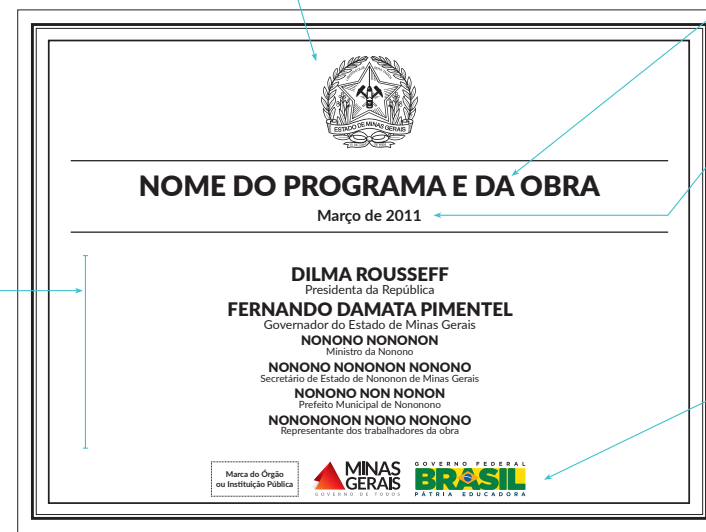 ESTADO DE MINAS GERAIS
NOME DO PROGRAMA E DA OBRA
Março de 2011
DILMA ROUSSEFF
Presidenta da República
FERNANDO DAMATA PIMENTEL
Governador do Estado de Minas Gerais
NONONO NONONON
Ministro da Nonono
NONONO NONONON NONONO
Secretário de Estado de Nononon de Minas Gerais
NONONO NON NONON
Prefeito Municipal de Nononono
NONONONON NONO NONONO
Representante dos trabalhadores da obra
Marca do Órgão
ou Instituição Pública
MINAS
GERAIS
GOVERNO DE TODOS
GOVERNO FEDERAL
BRASIL
PÁTRIA EDUCADORA